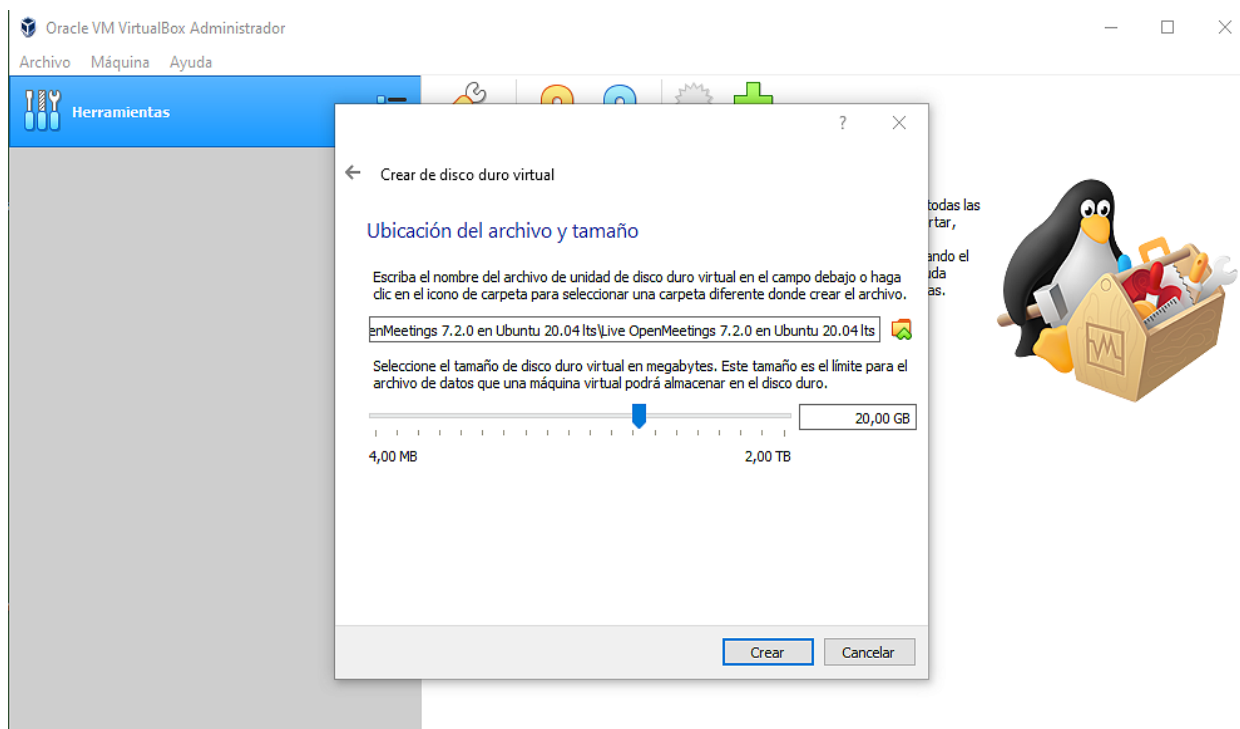 Oracle VM VirtualBox Administrador
Archivo Máquina Ayuda
Herramientas
?
Crear de disco duro virtual
Ubicación del archivo y tamaño
Escriba el nombre del archivo de unidad de disco duro virtual en el campo debajo o haga
clic en el icono de carpeta para seleccionar una carpeta diferente donde crear el archivo.
enMeetings 7.2.0 en Ubuntu 20.04 lts\Live OpenMeetings 7.2.0 en Ubuntu 20.04 lts
Seleccione el tamaño de disco duro virtual en megabytes. Este tamaño es el límite para el
archivo de datos que una máquina virtual podrá almacenar en el disco duro.
20,00 GB
4,00 MB 2,00 TB
Crear Cancelar
todas las
rtar,
ando el
uda
as.